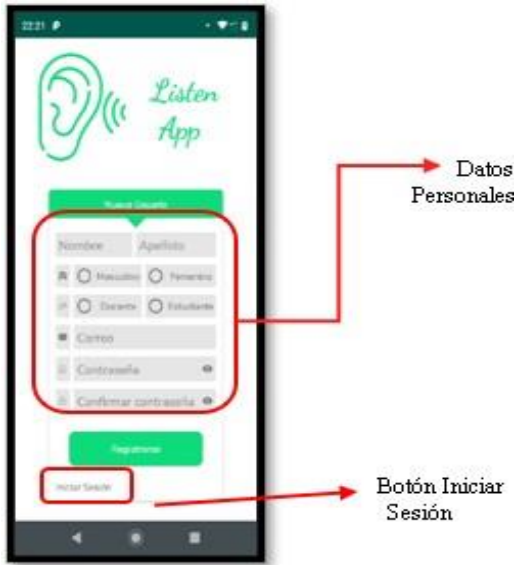 22:21
Listen
App
Nuevo Usuario
Nombre Apellido
Masculino Femenino
Docente Estudiante
Correo
Contraseña
Confirmar contraseña
Registrarse
Iniciar Sesión
Datos
Personales
Botón Iniciar
Sesión